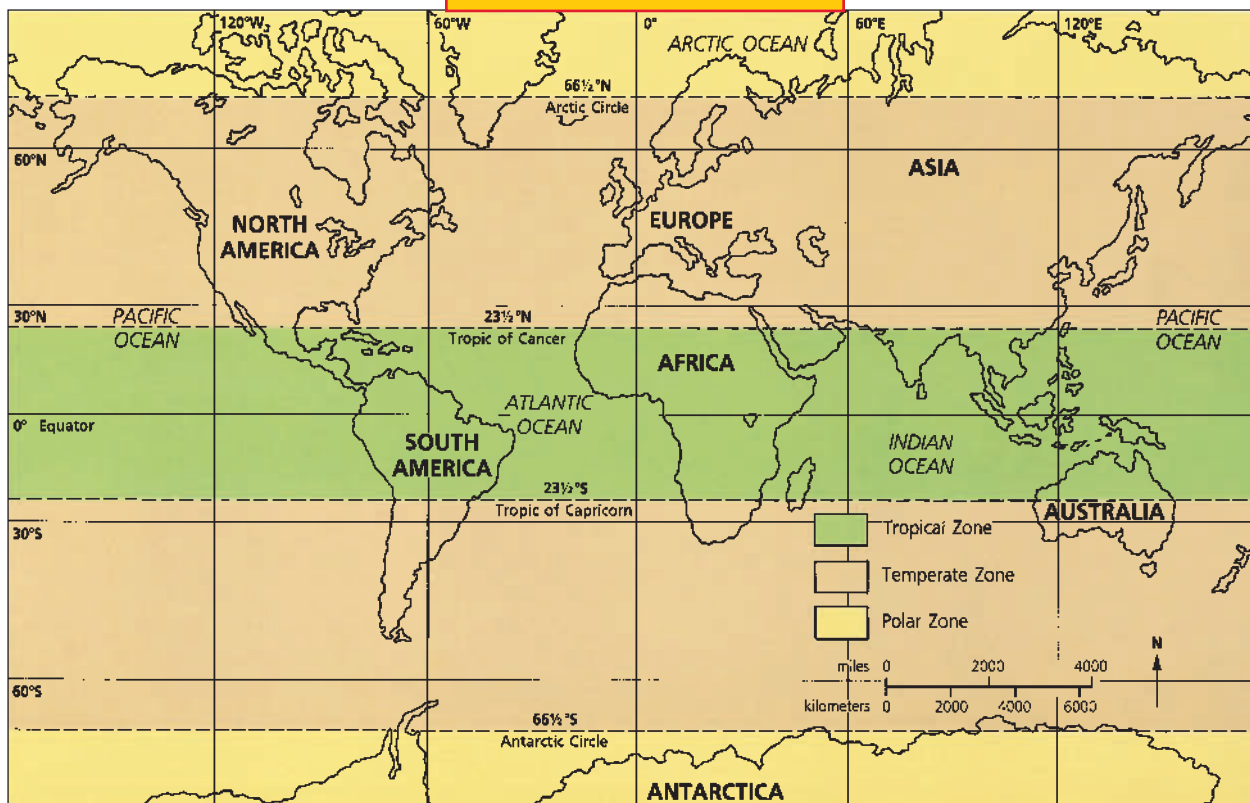 120°W
60°W
0°
60°E
120°E
ARCTIC OCEAN
66½°N
Arctic Circle
60°N
ASIA
NORTH
AMERICA
EUROPE
30°N
PACIFIC
OCEAN
23½°N
Tropic of Cancer
PACIFIC
OCEAN
AFRICA
ATLANTIC
OCEAN
0° Equator
SOUTH
AMERICA
INDIAN
OCEAN
23½°S
Tropic of Capricorn
AUSTRALIA
30°S
Tropical Zone
Temperate Zone
Polar Zone
N
miles 0 2000 4000
kilometers 0 2000 4000 6000
60°S
66½°S
Antarctic Circle
ANTARCTICA